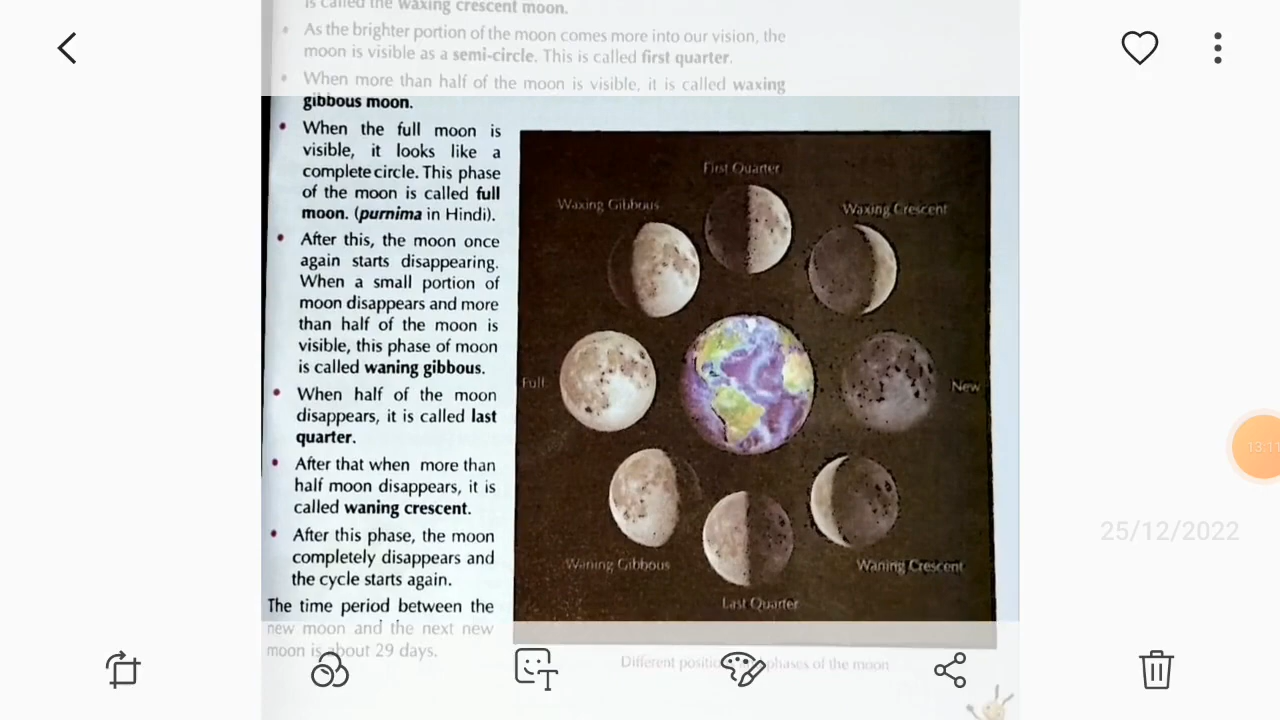 is called the waxing crescent moon.
• As the brighter portion of the moon comes more into our vision, the
moon is visible as a semi-circle. This is called first quarter.
• When more than half of the moon is visible, it is called waxing
gibbous moon.
• When the full moon is
visible, it looks like a
complete circle. This phase
of the moon is called full
moon. (purnima in Hindi).
• After this, the moon once
again starts disappearing.
When a small portion of
moon disappears and more
than half of the moon is
visible, this phase of moon
is called waning gibbous.
• When half of the moon
disappears, it is called last
quarter.
• After that when more than
half moon disappears, it is
called waning crescent.
• After this phase, the moon
completely disappears and
the cycle starts again.
The time period between the
new moon and the next new
moon is about 29 days.
First Quarter
Waxing Gibbous
Waxing Crescent
Full
New
Waning Gibbous
Waning Crescent
Last Quarter
Different phases of the moon
13:11
25/12/2022
T